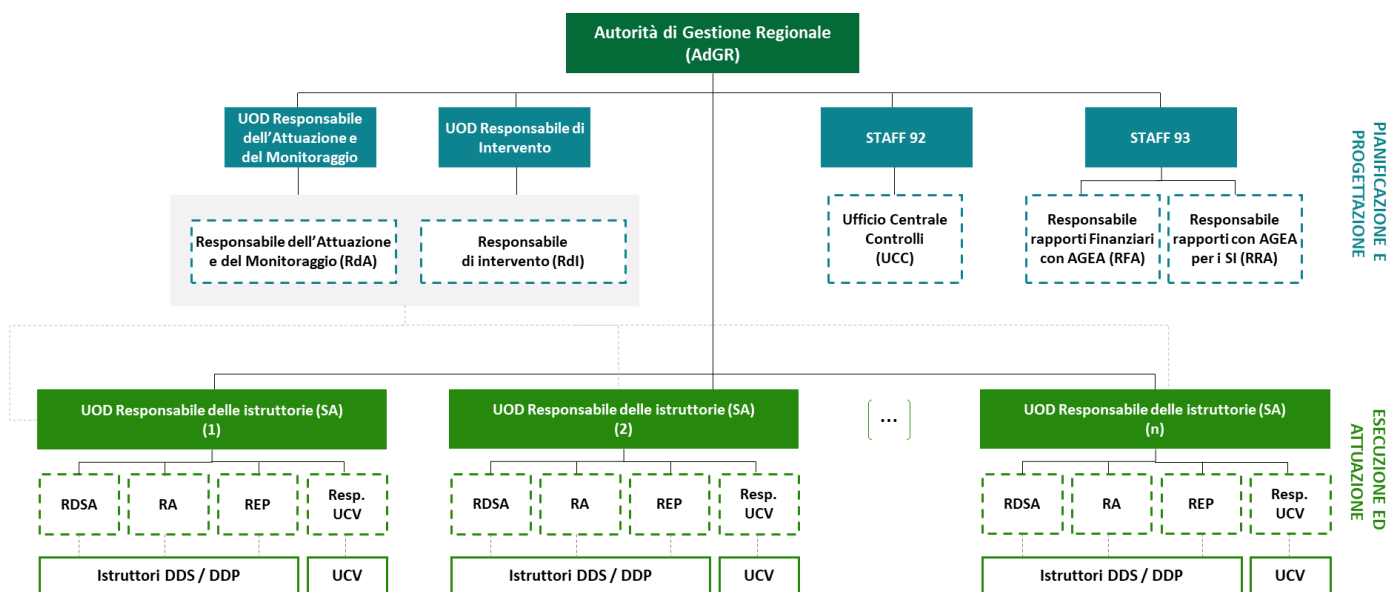 Autorità di Gestione Regionale
(AdGR)
UOD Responsabile
dell'Attuazione e
del Monitoraggio
UOD Responsabile di
Intervento
STAFF 92
STAFF 93
Responsabile dell'Attuazione
e del Monitoraggio (RdA)
Responsabile
di intervento (RdI)
Ufficio Centrale
Controlli
(UCC)
Responsabile
rapporti Finanziari
con AGEA (RFA)
Responsabile
rapporti con AGEA
per i SI (RRA)
PIANIFICAZIONE E
PROGETTAZIONE
UOD Responsabile delle istruttorie (SA)
(1)
UOD Responsabile delle istruttorie (SA)
(2)
...
UOD Responsabile delle istruttorie (SA)
(n)
RDSA
RA
REP
Resp.
UCV
RDSA
RA
REP
Resp.
UCV
RDSA
RA
REP
Resp.
UCV
Istruttori DDS / DDP
UCV
Istruttori DDS / DDP
UCV
Istruttori DDS / DDP
UCV
ESECUZIONE ED
ATTUAZIONE